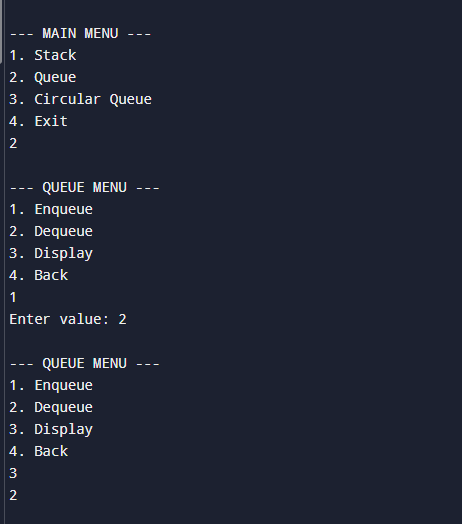 --- MAIN MENU ---
1. Stack
2. Queue
3. Circular Queue
4. Exit
2
--- QUEUE MENU ---
1. Enqueue
2. Dequeue
3. Display
4. Back
1
Enter value: 2
--- QUEUE MENU ---
1. Enqueue
2. Dequeue
3. Display
4. Back
3
2